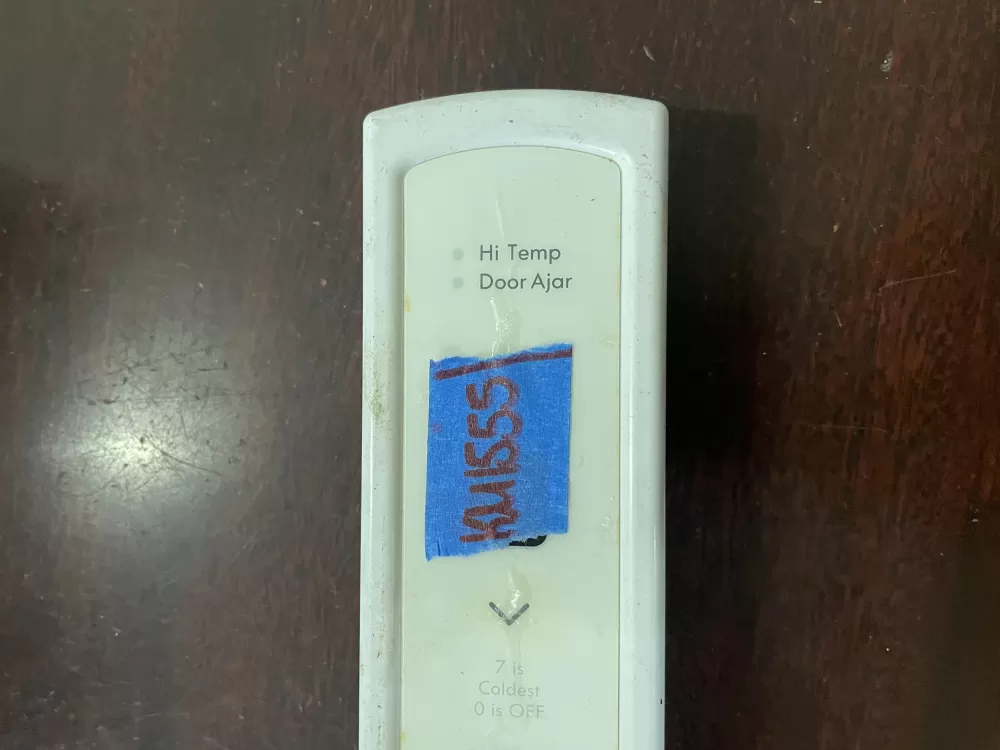 Hi Temp
Door Ajar
KM1555
7 is
Coldest
0 is OFF